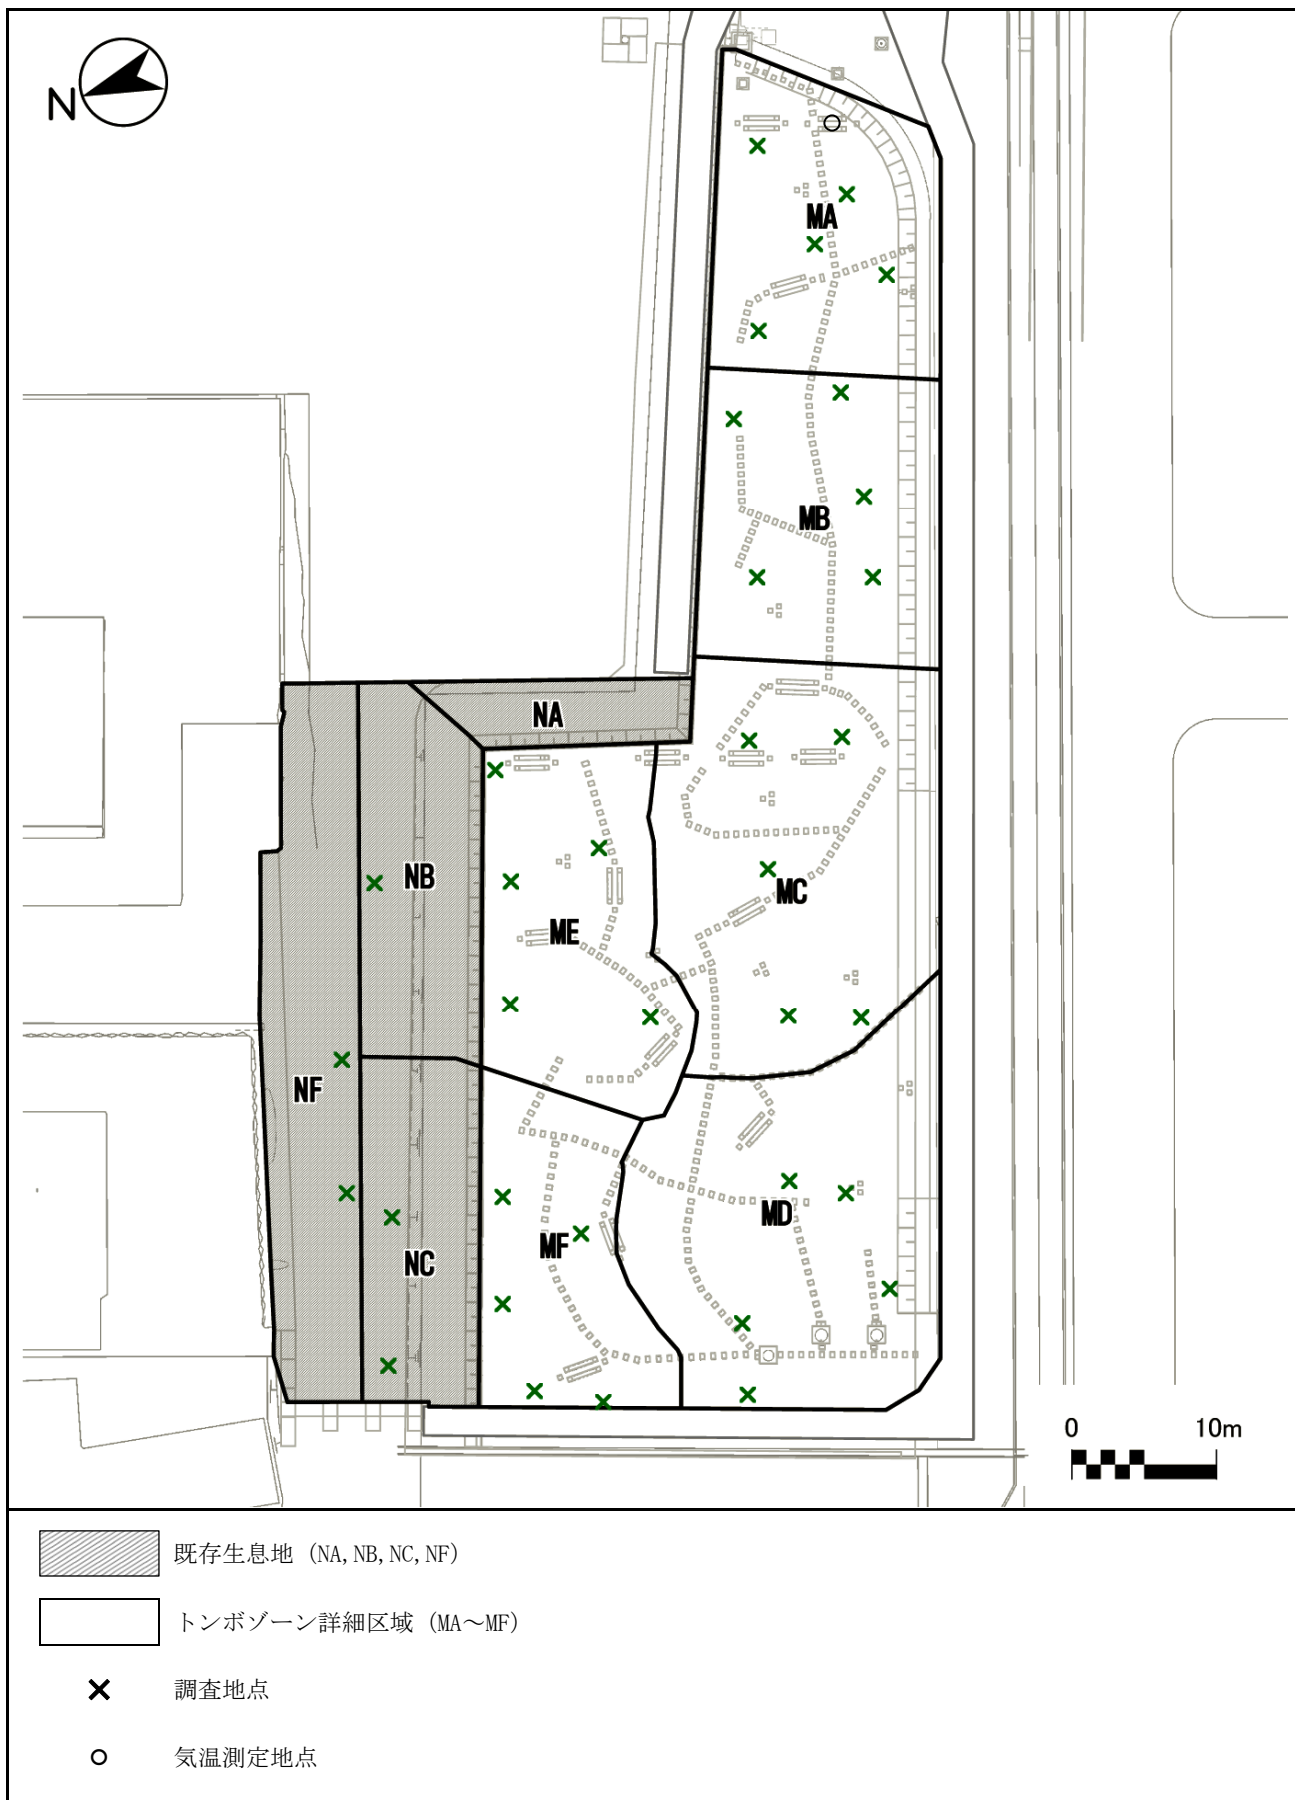 N
MA
MB
NA
NB
MC
ME
NF
MD
MF
NC
0 10m
既存生息地 (NA, NB, NC, NF)
トンボゾーン詳細区域 (MA～MF)
調査地点
気温測定地点